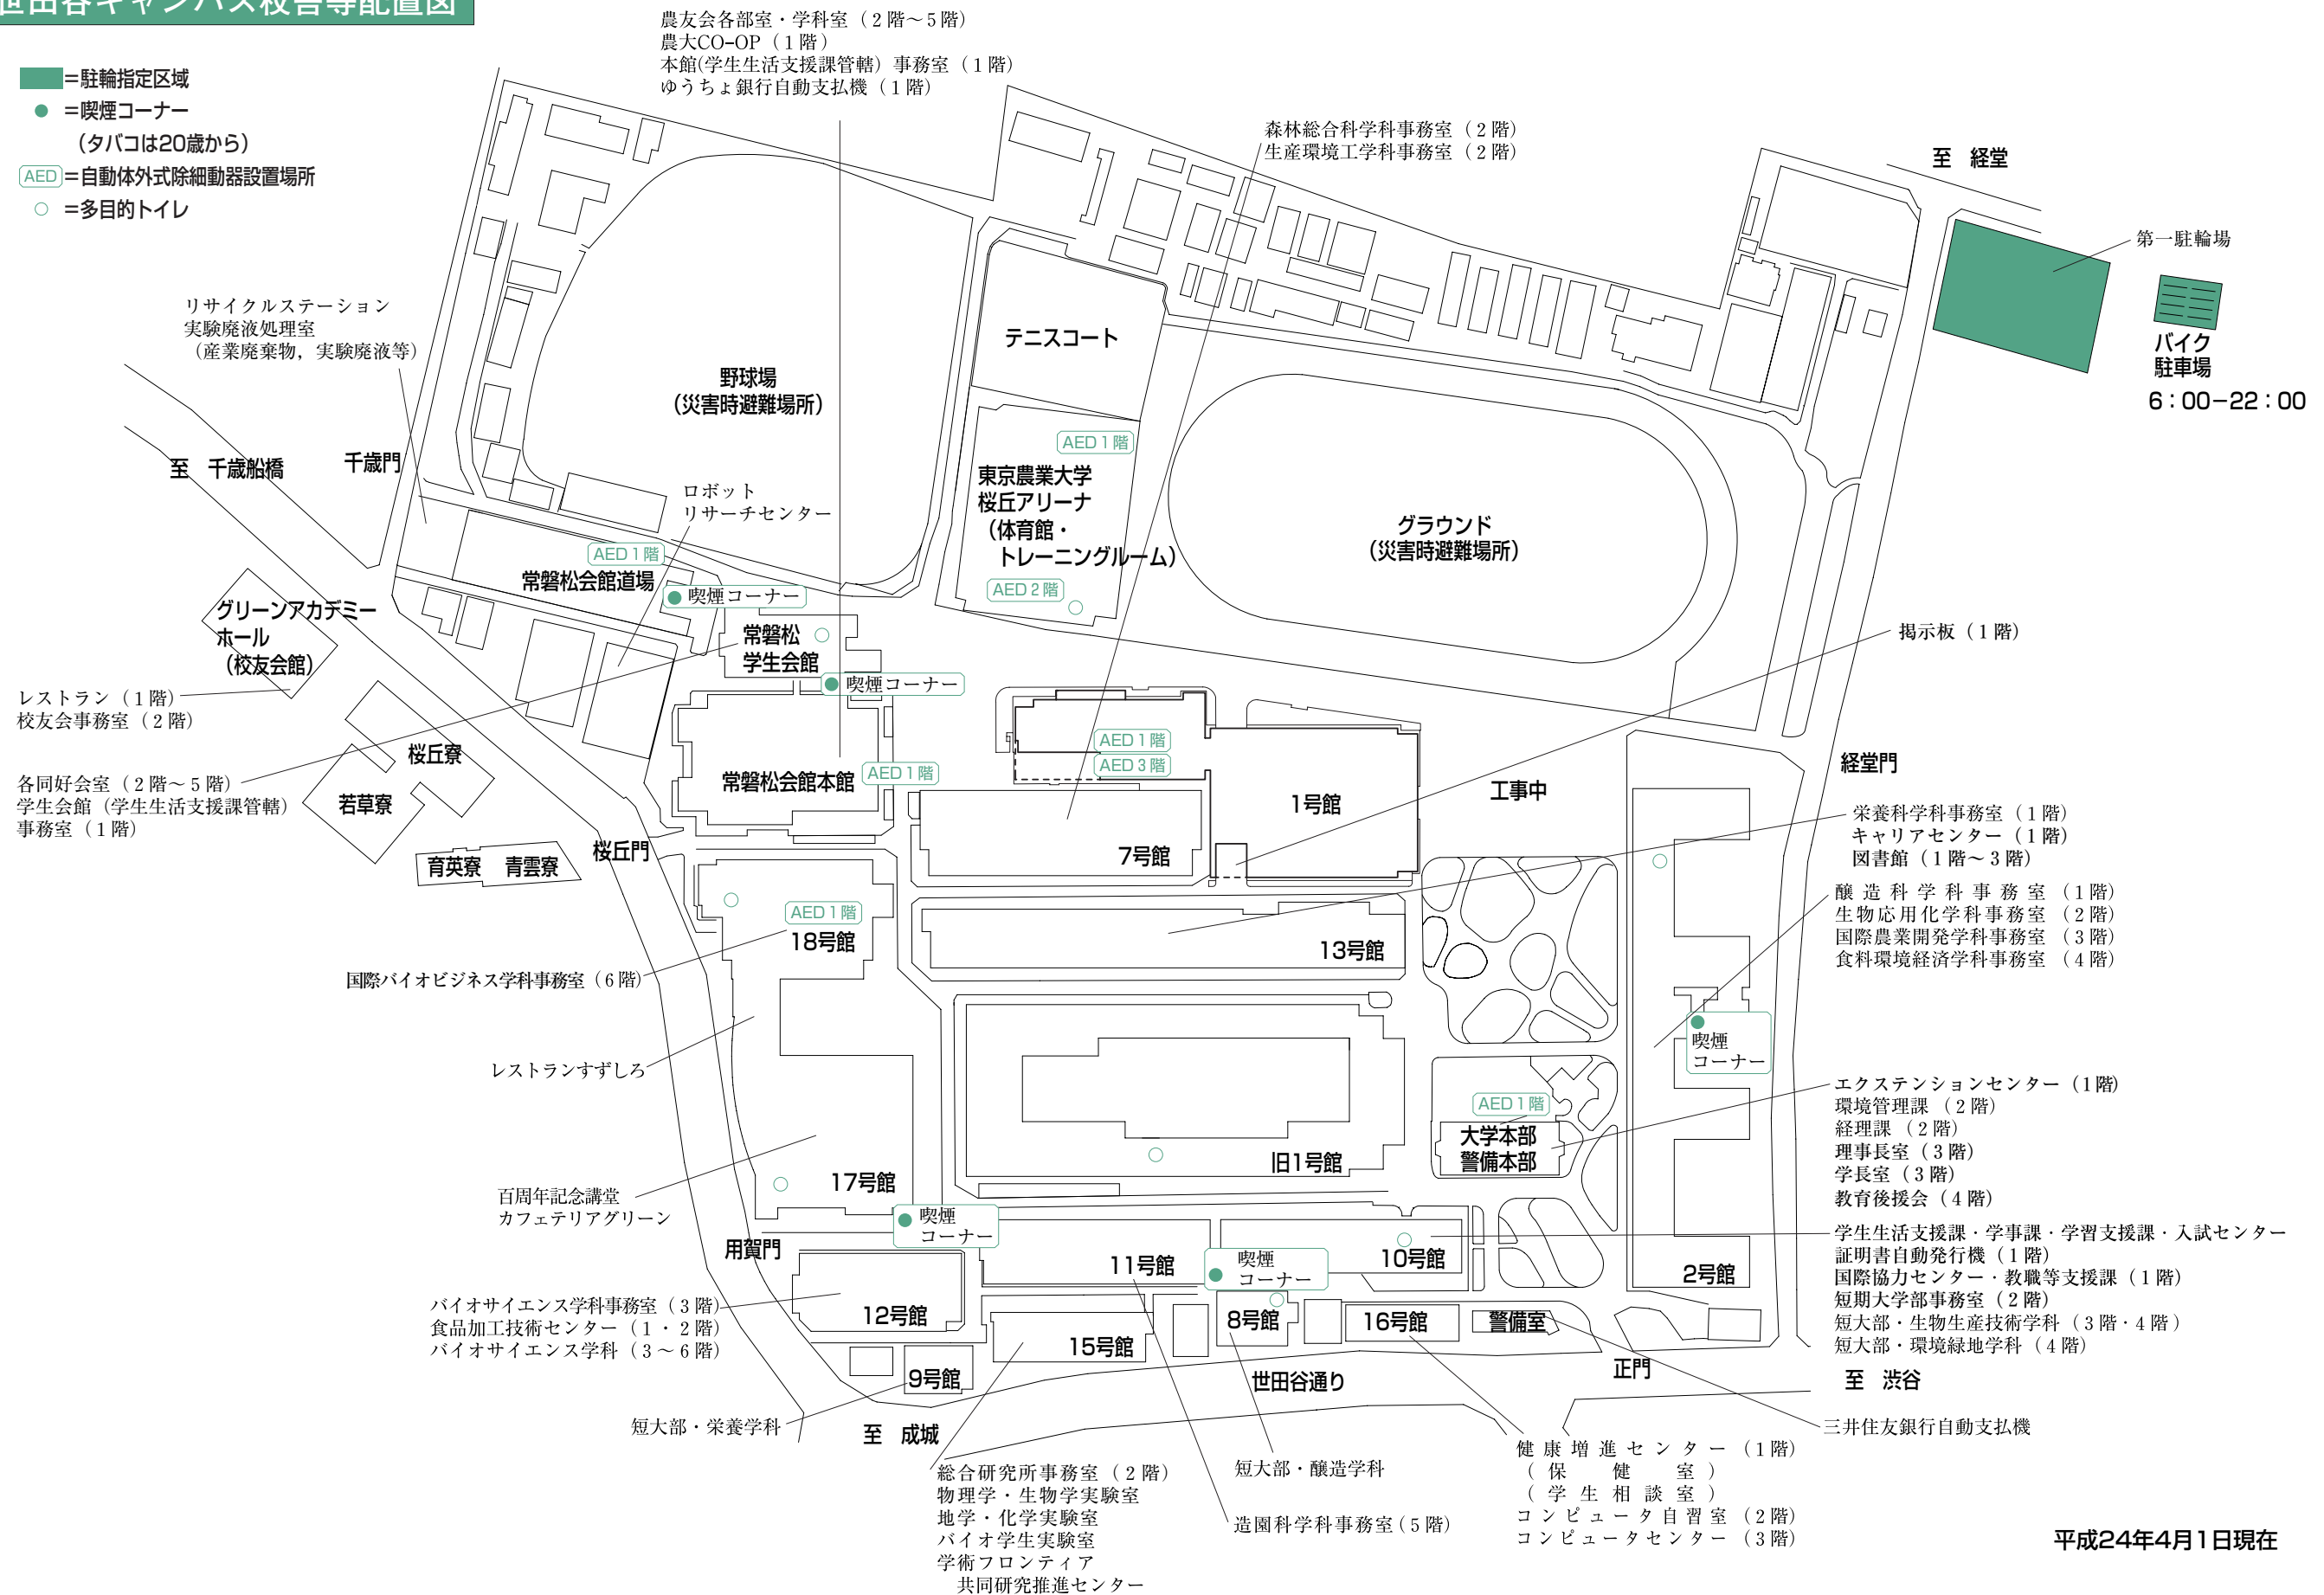 世田谷キャンパス校舎等配置図
=駐輪指定区域
=喫煙コーナー
（タバコは20歳から）
AED=自動体外式除細動器設置場所
=多目的トイレ
農友会各部室・学科室（２階〜５階）
農大CO-OP（１階）
本館(学生生活支援課管轄）事務室（１階）
ゆうちょ銀行自動支払機（１階）
森林総合科学科事務室（２階）
生産環境工学科事務室（２階）
至　経堂
第一駐輪場
バイク
駐車場
6：00−22：00
リサイクルステーション
実験廃液処理室
（産業廃棄物，実験廃液等）
テニスコート
野球場
（災害時避難場所）
至　千歳船橋
千歳門
AED１階
東京農業大学
桜丘アリーナ
（体育館・
トレーニングルーム）
AED２階
グラウンド
（災害時避難場所）
ロボット
リサーチセンター
AED１階
常磐松会館道場
喫煙コーナー
グリーンアカデミー
ホール
（校友会館）
常磐松
学生会館
喫煙コーナー
掲示板（１階）
レストラン（１階）
校友会事務室（２階）
桜丘寮
若草寮
各同好会室（２階〜５階）
学生会館（学生生活支援課管轄）
事務室（１階）
常磐松会館本館
AED１階
AED１階
AED３階
1号館
工事中
経堂門
7号館
桜丘門
育英寮　青雲寮
栄養科学科事務室（１階）
キャリアセンター（１階）
図書館（１階〜３階）
醸造科学科事務室（１階）
生物応用化学科事務室（２階）
国際農業開発学科事務室（３階）
食料環境経済学科事務室（４階）
AED１階
18号館
13号館
国際バイオビジネス学科事務室（６階）
喫煙
コーナー
レストランすずしろ
エクステンションセンター（１階）
環境管理課（２階）
経理課（２階）
理事長室（３階）
学長室（３階）
教育後援会（４階）
AED１階
大学本部
警備本部
旧1号館
17号館
百周年記念講堂
カフェテリアグリーン
喫煙
コーナー
用賀門
11号館
喫煙
コーナー
10号館
2号館
学生生活支援課・学事課・学習支援課・入試センター
証明書自動発行機（１階）
国際協力センター・教職等支援課（１階）
短期大学部事務室（２階）
短大部・生物生産技術学科（３階・４階）
短大部・環境緑地学科（４階）
バイオサイエンス学科事務室（３階）
食品加工技術センター（１・２階）
バイオサイエンス学科（３〜６階）
12号館
15号館
8号館
16号館
警備室
9号館
正門
至　渋谷
世田谷通り
短大部・栄養学科
至　成城
三井住友銀行自動支払機
総合研究所事務室（２階）
物理学・生物学実験室
地学・化学実験室
バイオ学生実験室
学術フロンティア
共同研究推進センター
短大部・醸造学科
造園科学科事務室（５階）
健康増進センター（１階）
（保健室）
（学生相談室）
コンピュータ自習室（２階）
コンピュータセンター（３階）
平成24年4月1日現在